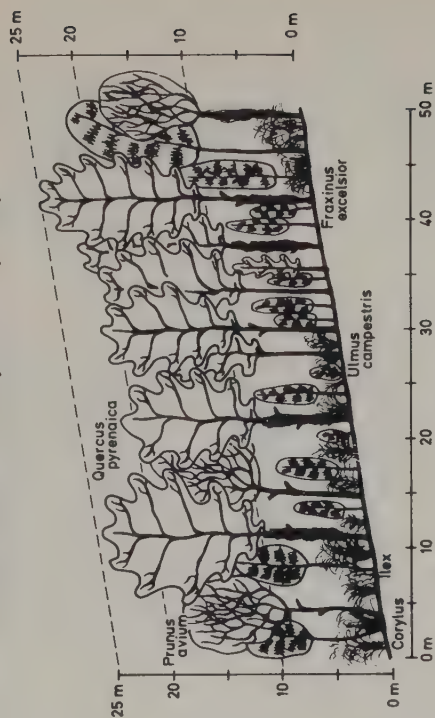 25 m
20
10
0 m
Quercus
pyrenaica
Prunus
avium
25 m
20
10
0 m
Corylus
Ilex
Ulmus
campestris
Fraxinus
excelsior
0 m
10
20
30
40
50 m